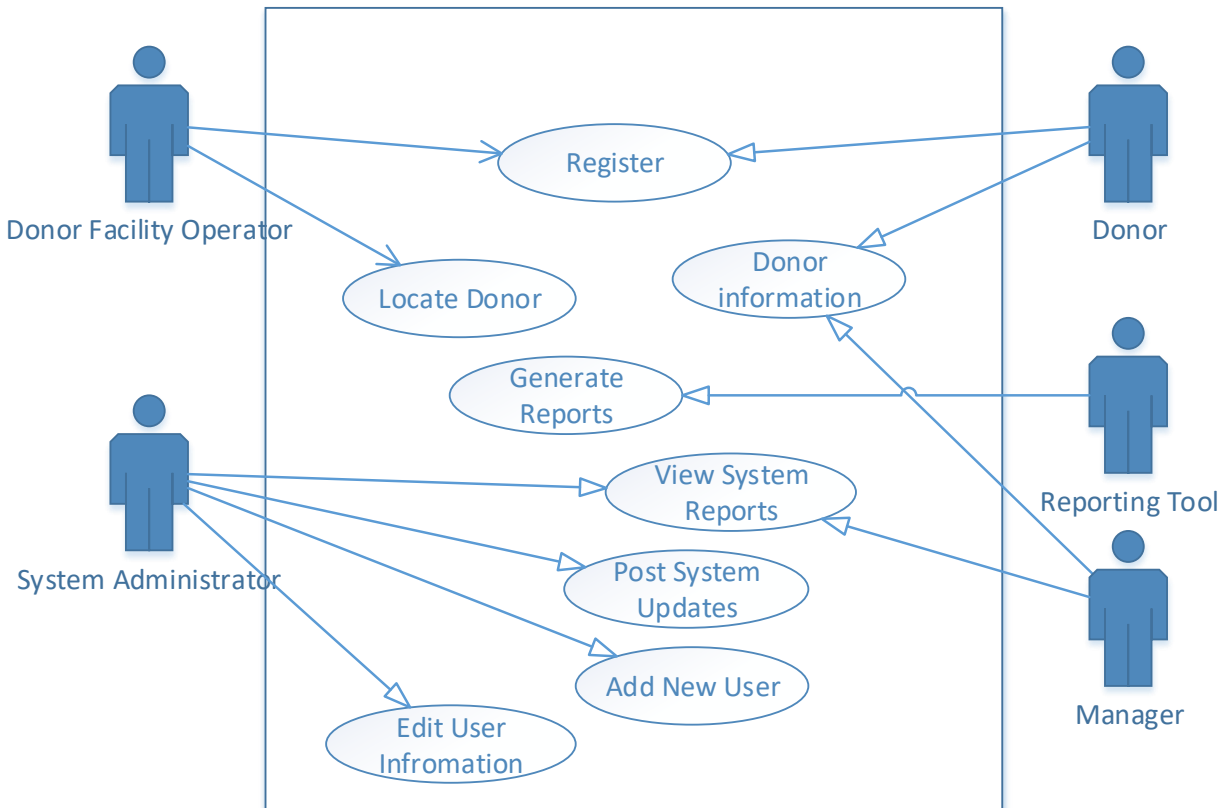 Register
Donor Facility Operator
Donor
Donor
information
Locate Donor
Generate
Reports
View System
Reports
Reporting Tool
System Administrator
Post System
Updates
Add New User
Manager
Edit User
Infromation